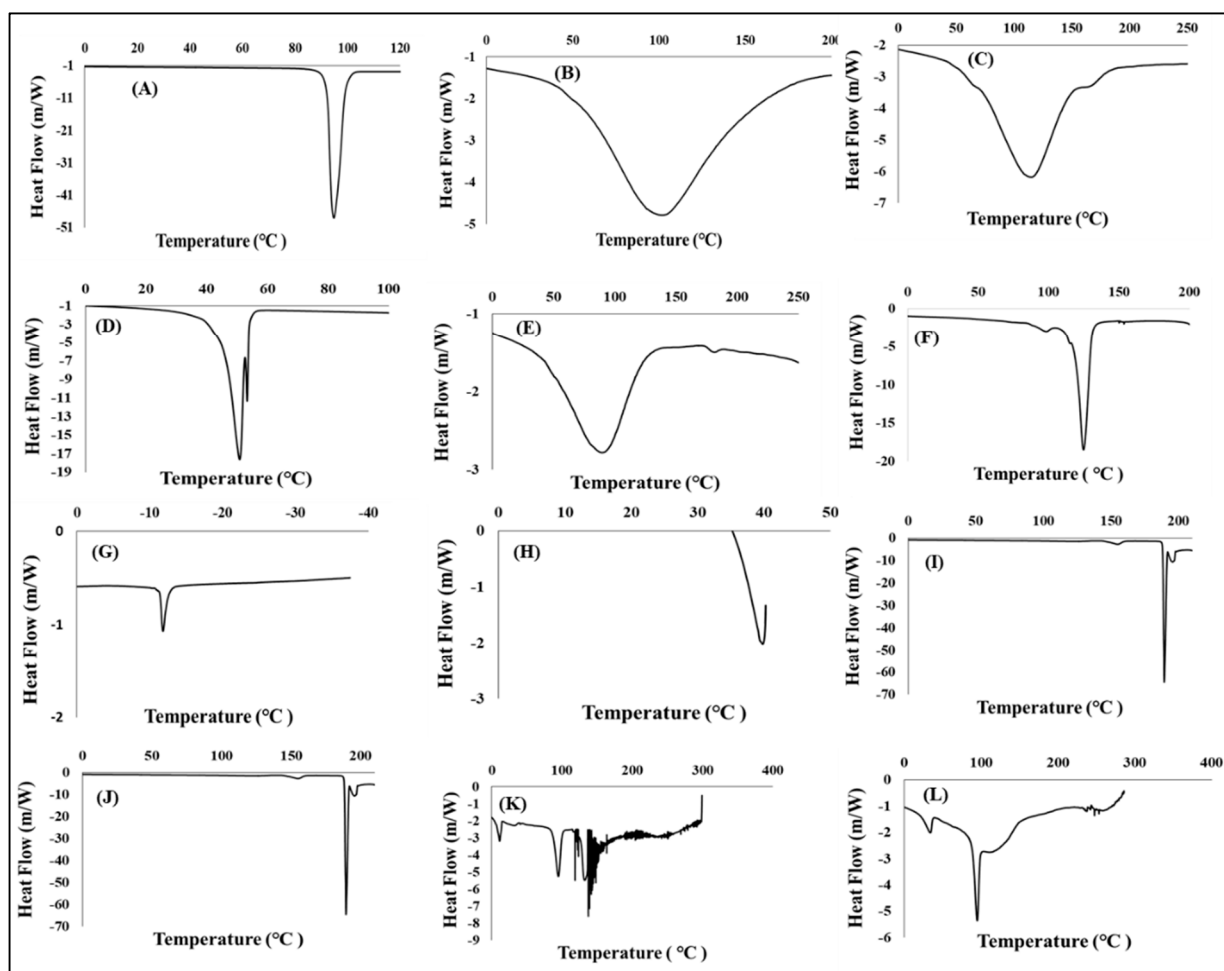 0 20 40 60 80 100 120
-1
-11
-21
-31
-41
-51
(A)
Heat Flow (m/W)
Temperature (°C )
0 50 100 150 200
-1
-2
-3
-4
-5
(B)
Heat Flow (m/W)
Temperature (°C)
0 50 100 150 200 250
-2
-3
-4
-5
-6
-7
(C)
Heat Flow (m/W)
Temperature (°C)
0 20 40 60 80 100
-1
-3
-5
-7
-9
-11
-13
-15
-17
-19
(D)
Heat Flow (m/W)
Temperature (°C)
0 50 100 150 200 250
-1
-2
-3
(E)
Heat Flow (m/W)
Temperature (°C)
0 50 100 150 200
0
-5
-10
-15
-20
(F)
Heat Flow (m/W)
Temperature (°C )
0 -10 -20 -30 -40
0
-1
-2
(G)
Heat Flow (m/W)
Temperature (°C )
0 10 20 30 40 50
0
-1
-2
-3
(H)
Heat Flow (m/W)
Temperature (°C )
0 50 100 150 200
0
-10
-20
-30
-40
-50
-60
-70
(I)
Heat Flow (m/W)
Temperature (°C )
0 50 100 150 200
0
-10
-20
-30
-40
-50
-60
-70
(J)
Heat Flow (m/W)
Temperature (°C )
0 100 200 300 400
0
-1
-2
-3
-4
-5
-6
-7
-8
-9
(K)
Heat Flow (m/W)
Temperature ( °C )
0 100 200 300 400
0
-1
-2
-3
-4
-5
-6
(L)
Heat Flow (m/W)
Temperature (°C )